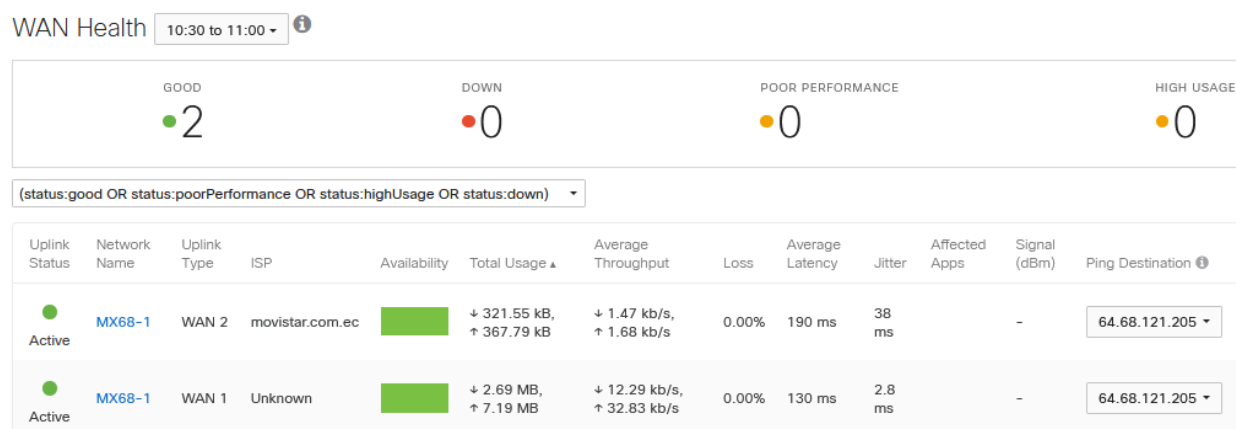 WAN Health 10:30 to 11:00
GOOD DOWN POOR PERFORMANCE HIGH USAGE
2 0 0 0
(status:good OR status:poorPerformance OR status:highUsage OR status:down)
Uplink Status Network Name Uplink Type ISP Availability Total Usage ▴ Average Throughput Loss Average Latency Jitter Affected Apps Signal (dBm) Ping Destination
Active MX68-1 WAN 2 movistar.com.ec ↓ 321.55 kB, ↑ 367.79 kB ↓ 1.47 kb/s, ↑ 1.68 kb/s 0.00% 190 ms 38 ms - 64.68.121.205
Active MX68-1 WAN 1 Unknown ↓ 2.69 MB, ↑ 7.19 MB ↓ 12.29 kb/s, ↑ 32.83 kb/s 0.00% 130 ms 2.8 ms - 64.68.121.205